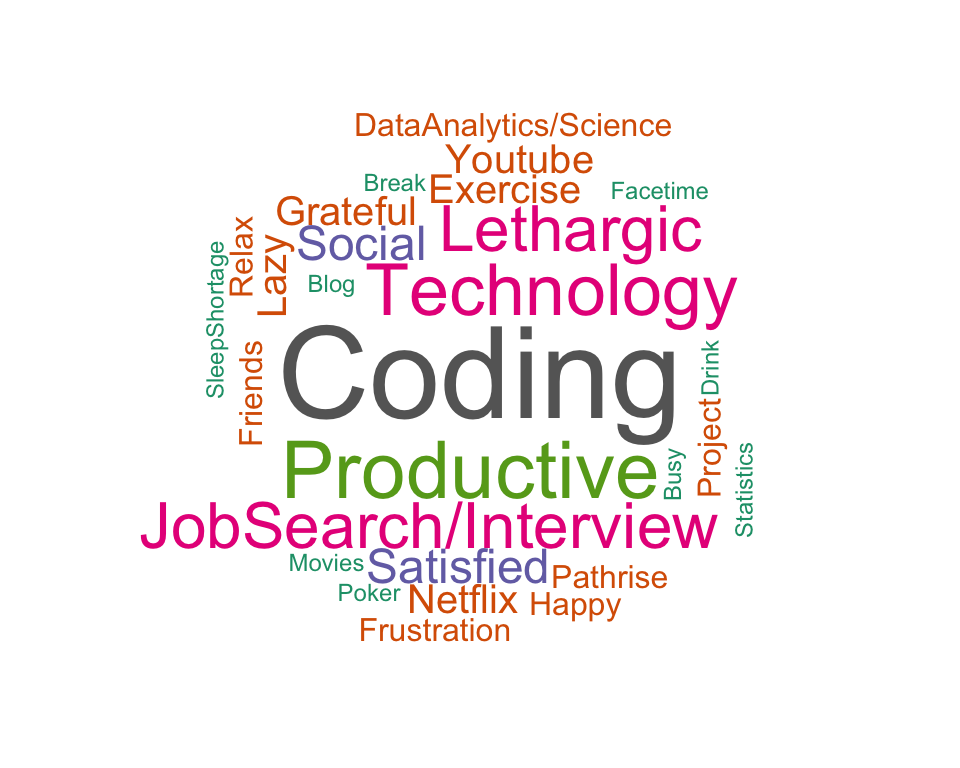 DataAnalytics/Science
Youtube
Break
Exercise
Facetime
Grateful
Lethargic
Social
Relax
Lazy
SleepShortage
Blog
Technology
Coding
Friends
Drink
Project
Productive
Busy
Statistics
JobSearch/Interview
Movies
Satisfied
Pathrise
Poker
Netflix
Happy
Frustration